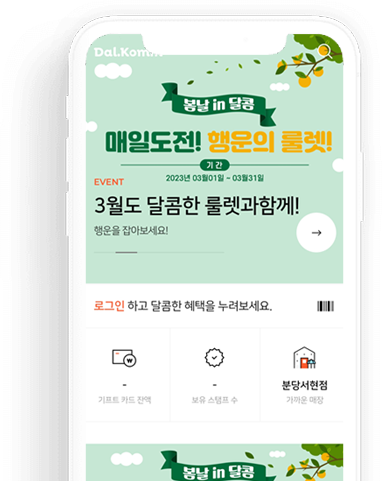 Dal.Komm
봄날 in 달콤
매일도전! 행운의 룰렛!
기 간
2023년 03월01일 ~ 03월31일
EVENT
3월도 달콤한 룰렛과함께!
행운을 잡아보세요!
로그인 하고 달콤한 혜택을 누려보세요.
- - 분당서현점
기프트 카드 잔액 보유 스탬프 수 가까운 매장
봄날 in 달콤